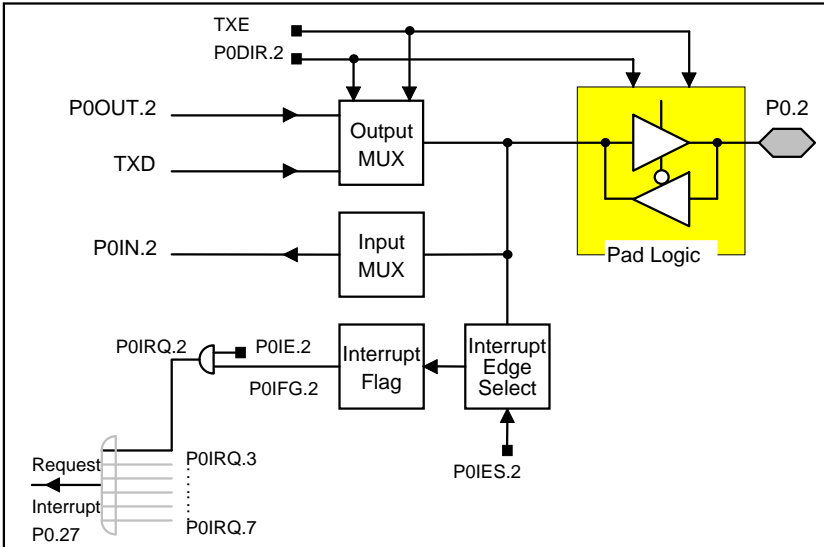 TXE
P0DIR.2
P0OUT.2
Output
MUX
P0.2
TXD
P0IN.2
Input
MUX
Pad Logic
P0IRQ.2
P0IE.2
P0IFG.2
Interrupt
Flag
Interrupt
Edge
Select
P0IES.2
Request
P0IRQ.3
Interrupt
P0.27
P0IRQ.7